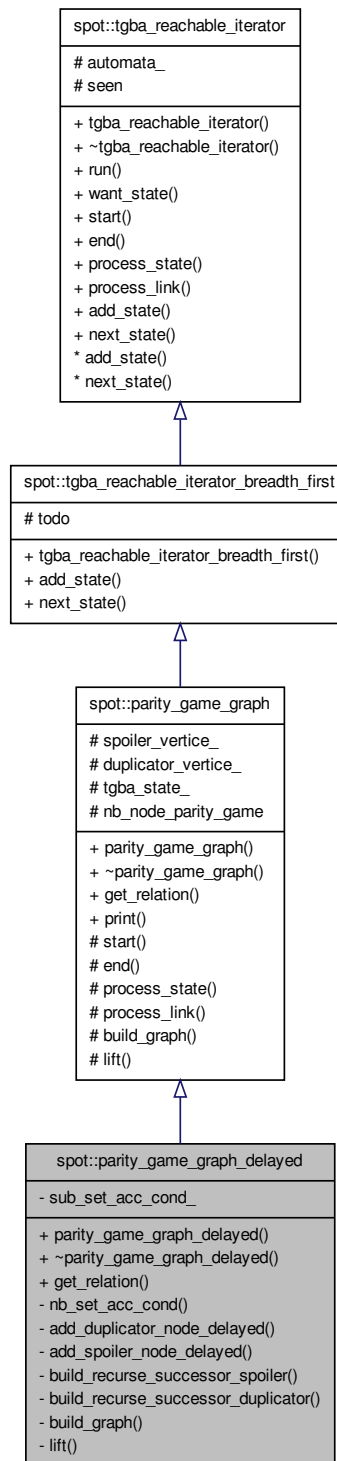 spot::tgba_reachable_iterator
# automata_
# seen
+ tgba_reachable_iterator()
+ ~tgba_reachable_iterator()
+ run()
+ want_state()
+ start()
+ end()
+ process_state()
+ process_link()
+ add_state()
+ next_state()
* add_state()
* next_state()
spot::tgba_reachable_iterator_breadth_first
# todo
+ tgba_reachable_iterator_breadth_first()
+ add_state()
+ next_state()
spot::parity_game_graph
# spoiler_vertice_
# duplicator_vertice_
# tgba_state_
# nb_node_parity_game
+ parity_game_graph()
+ ~parity_game_graph()
+ get_relation()
+ print()
# start()
# end()
# process_state()
# process_link()
# build_graph()
# lift()
spot::parity_game_graph_delayed
- sub_set_acc_cond_
+ parity_game_graph_delayed()
+ ~parity_game_graph_delayed()
+ get_relation()
- nb_set_acc_cond()
- add_duplicator_node_delayed()
- add_spoiler_node_delayed()
- build_recurse_successor_spoiler()
- build_recurse_successor_duplicator()
- build_graph()
- lift()